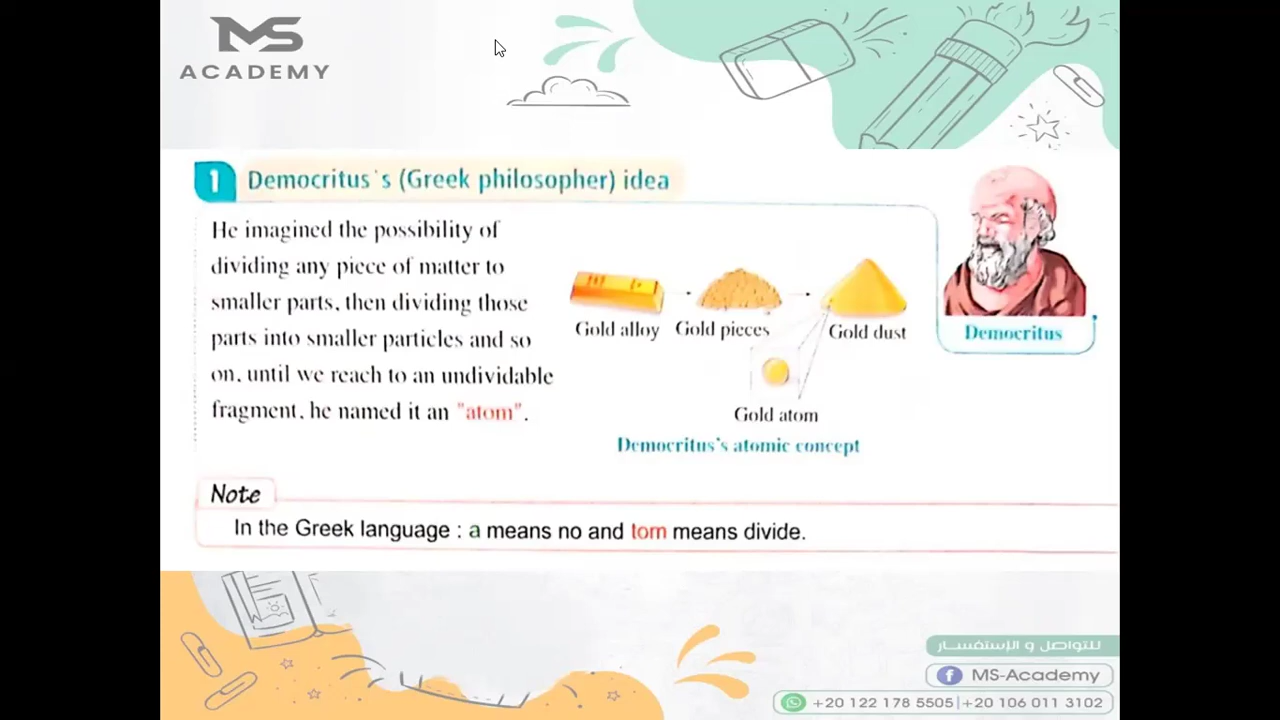 MS
ACADEMY
1 Democritus's (Greek philosopher) idea
He imagined the possibility of
dividing any piece of matter to
smaller parts, then dividing those
parts into smaller particles and so
on, until we reach to an undividable
fragment, he named it an "atom".
Gold alloy Gold pieces Gold dust
Gold atom
Democritus's atomic concept
Democritus
Note
In the Greek language : a means no and tom means divide.
للتواصل و الإستفسار
MS-Academy
+20 122 178 5505|+20 106 011 3102